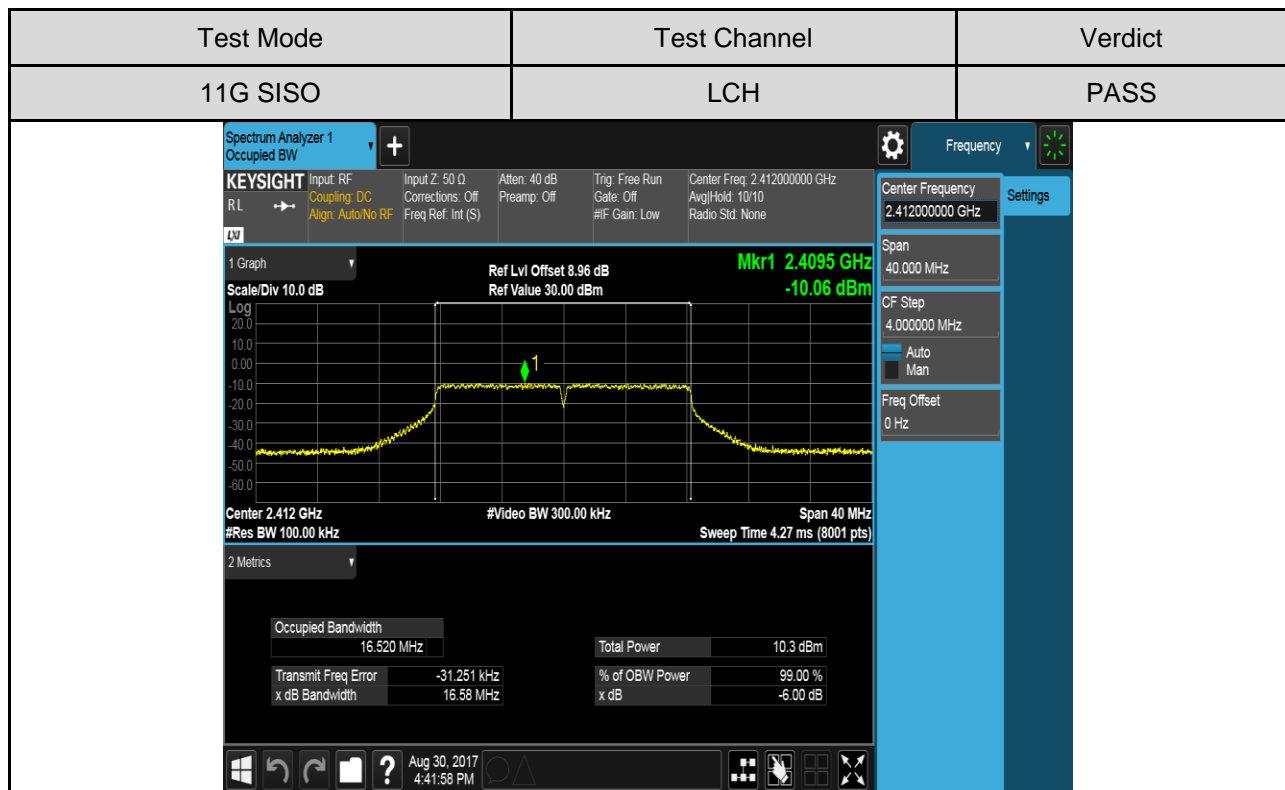 Test Mode Test Channel Verdict
11G SISO LCH PASS
Spectrum Analyzer 1
Occupied BW
Frequency
KEYSIGHT Input: RF Input Z: 50 Ω Atten: 40 dB Trig: Free Run Center Freq: 2.412000000 GHz
RL Coupling: DC Corrections: Off Preamp: Off Gate: Off Avg|Hold: 10/10
Align: Auto/No RF Freq Ref: Int (S) #IF Gain: Low Radio Std: None
LXI
1 Graph
Scale/Div 10.0 dB
Ref Lvl Offset 8.96 dB
Ref Value 30.00 dBm
Mkr1 2.4095 GHz
-10.06 dBm
Log
20.0
10.0
0.00
-10.0
-20.0
-30.0
-40.0
-50.0
-60.0
1
Center 2.412 GHz #Video BW 300.00 kHz Span 40 MHz
#Res BW 100.00 kHz Sweep Time 4.27 ms (8001 pts)
2 Metrics
Occupied Bandwidth
16.520 MHz
Total Power 10.3 dBm
Transmit Freq Error -31.251 kHz % of OBW Power 99.00 %
x dB Bandwidth 16.58 MHz x dB -6.00 dB
Aug 30, 2017
4:41:58 PM
?
Center Frequency
2.412000000 GHz
Settings
Span
40.000 MHz
CF Step
4.000000 MHz
Auto
Man
Freq Offset
0 Hz